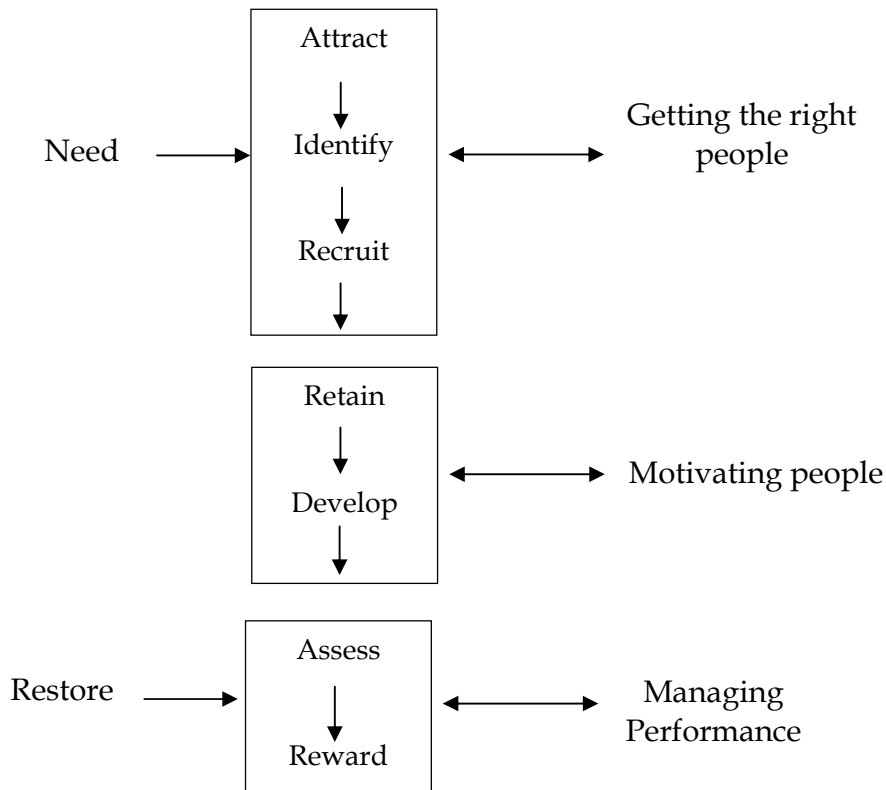 Attract
Need
Identify
Getting the right
people
Recruit
Retain
Develop
Motivating people
Restore
Assess
Reward
Managing
Performance